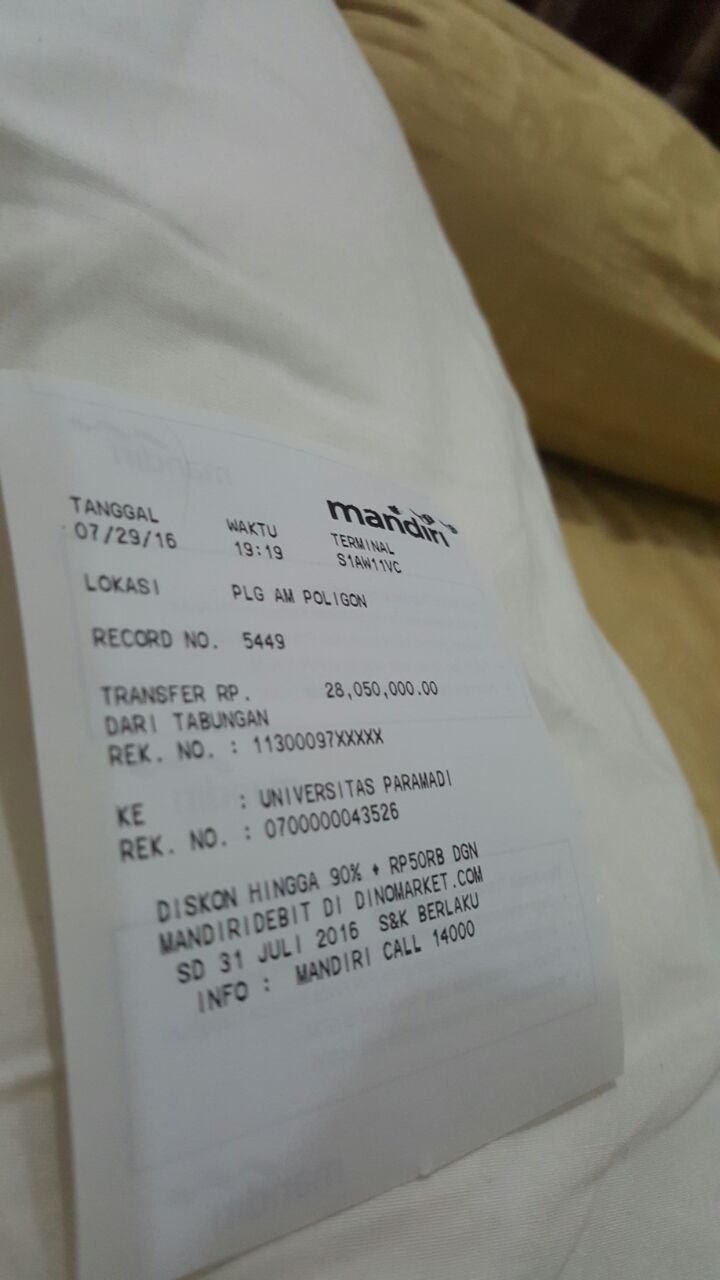 mandiri
TANGGAL WAKTU TERMINAL
07/29/16 19:19 S1AW11VC
LOKASI PLG AM POLIGON
RECORD NO. 5449
TRANSFER RP. 28,050,000.00
DARI TABUNGAN
REK. NO. : 11300097XXXXX
KE : UNIVERSITAS PARAMADI
REK. NO. : 0700000043526
DISKON HINGGA 90% + RP50RB DGN
MANDIRIDEBIT DI DINOMARKET.COM
SD 31 JULI 2016 S&K BERLAKU
INFO : MANDIRI CALL 14000